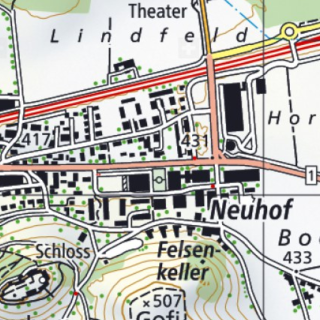 Theater
Lindfeld
Hor
417
431
1
Neuhof
Bo
Schloss
Felsen-
keller
433
507
Gofi